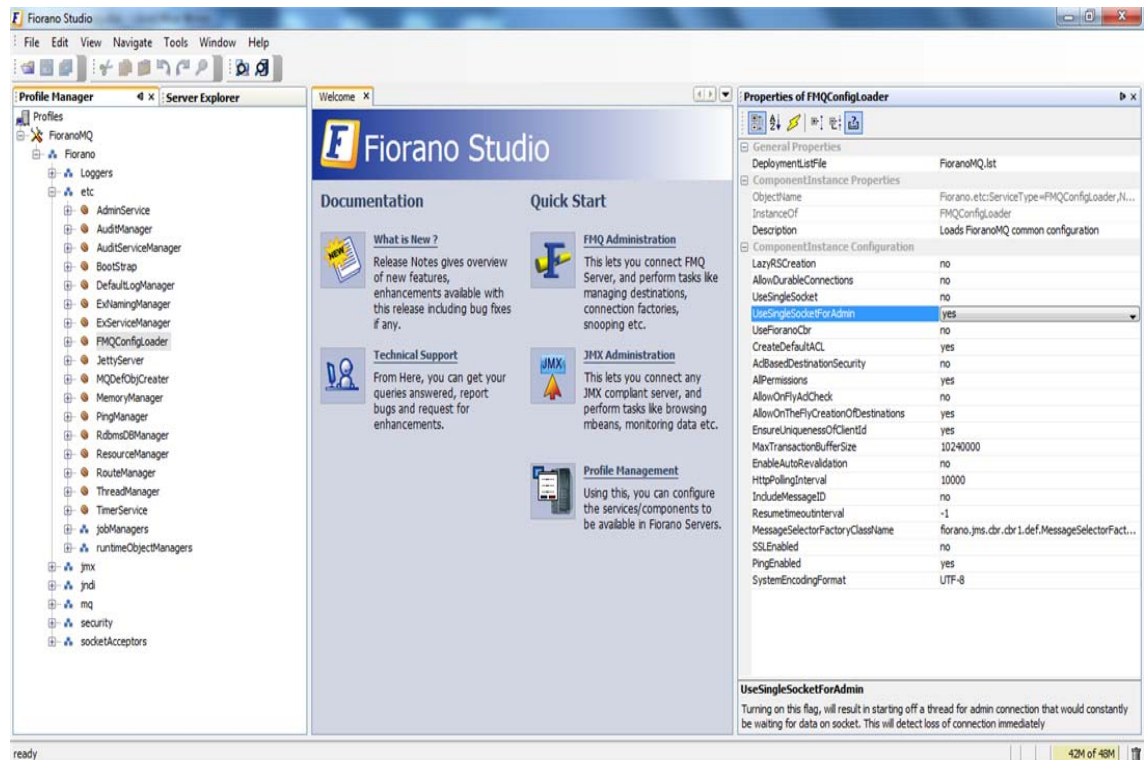 Fiorano Studio
File Edit View Navigate Tools Window Help
Profile Manager
Server Explorer
Profiles
FioranoMQ
Fiorano
Loggers
etc
AdminService
AuditManager
AuditServiceManager
BootStrap
DefaultLogManager
ExNamingManager
ExServiceManager
FMQConfigLoader
JettyServer
MQDefObjCreater
MemoryManager
PingManager
RdbmsDBManager
ResourceManager
RouteManager
ThreadManager
TimerService
jobManagers
runtimeObjectManagers
jmx
jndi
mq
security
socketAcceptors
Welcome
Fiorano Studio
Documentation
What is New ?
Release Notes gives overview
of new features,
enhancements available with
this release including bug fixes
if any.
Technical Support
From Here, you can get your
queries answered, report
bugs and request for
enhancements.
Quick Start
FMQ Administration
This lets you connect FMQ
Server, and perform tasks like
managing destinations,
connection factories,
snooping etc.
JMX
JMX Administration
This lets you connect any
JMX compliant server, and
perform tasks like browsing
mbeans, monitoring data etc.
Profile Management
Using this, you can configure
the services/components to
be available in Fiorano Servers.
Properties of FMQConfigLoader
General Properties
DeploymentListFile FioranoMQ.lst
ComponentInstance Properties
ObjectName Fiorano.etc:ServiceType=FMQConfigLoader,N...
InstanceOf FMQConfigLoader
Description Loads FioranoMQ common configuration
ComponentInstance Configuration
LazyRSCreation no
AllowDurableConnections no
UseSingleSocket no
UseSingleSocketForAdmin yes
UseFioranoCbr no
CreateDefaultACL yes
AclBasedDestinationSecurity no
AllPermissions yes
AllowOnFlyAclCheck no
AllowOnTheFlyCreationOfDestinations yes
EnsureUniquenessOfClientId yes
MaxTransactionBufferSize 10240000
EnableAutoRevalidation no
HttpPollingInterval 10000
IncludeMessageID no
Resumetimeoutinterval -1
MessageSelectorFactoryClassName fiorano.jms.cbr.cbr1.def.MessageSelectorFact...
SSLEnabled no
PingEnabled yes
SystemEncodingFormat UTF-8
UseSingleSocketForAdmin
Turning on this flag, will result in starting off a thread for admin connection that would constantly
be waiting for data on socket. This will detect loss of connection immediately
ready
42M of 48M